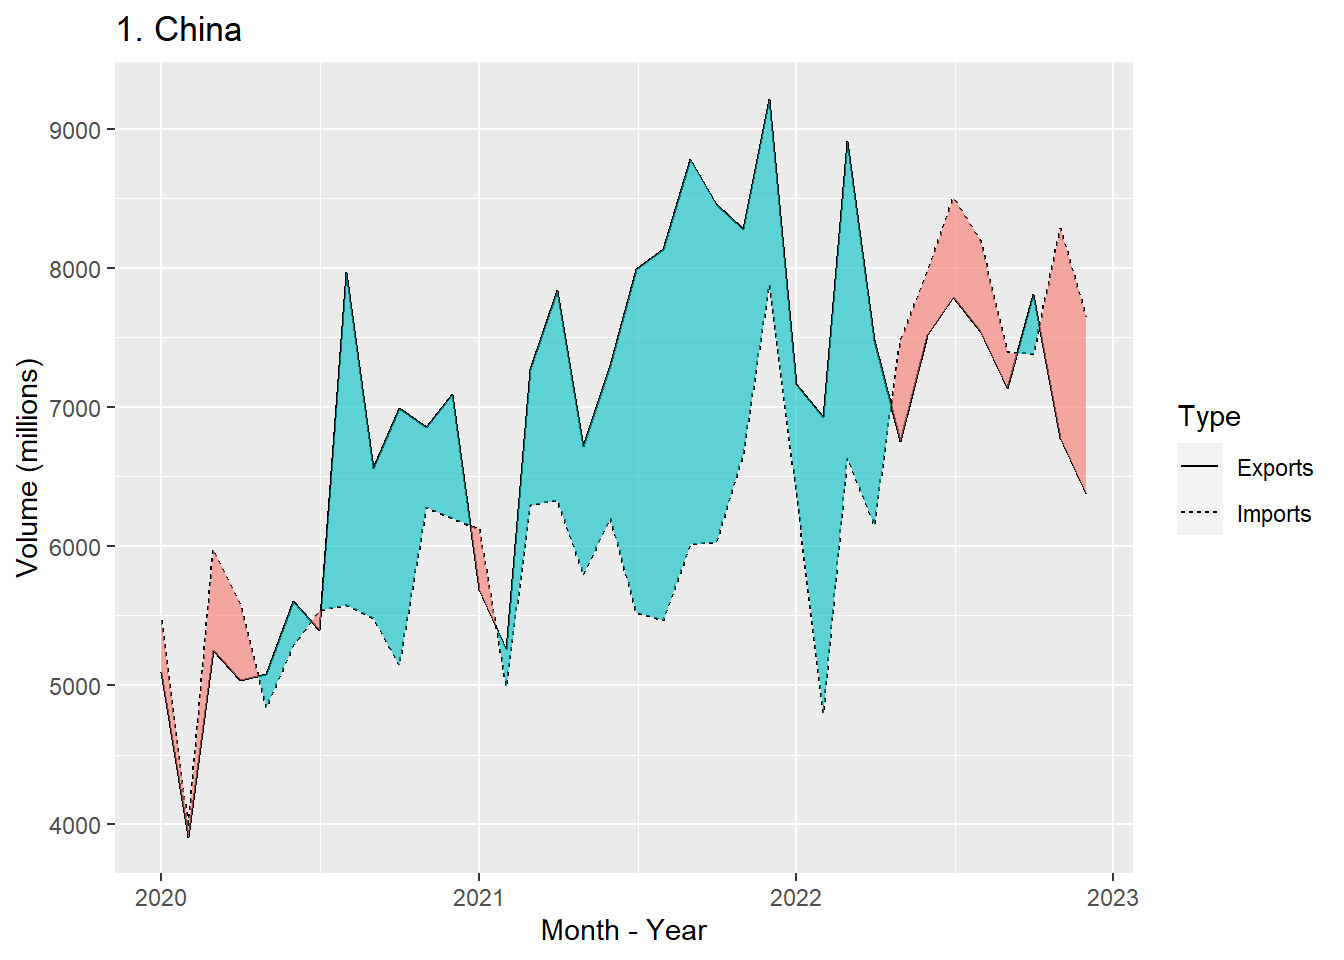 1. China
9000
8000
7000
6000
5000
4000
Volume (millions)
2020 2021 2022 2023
Month - Year
Type
Exports
Imports